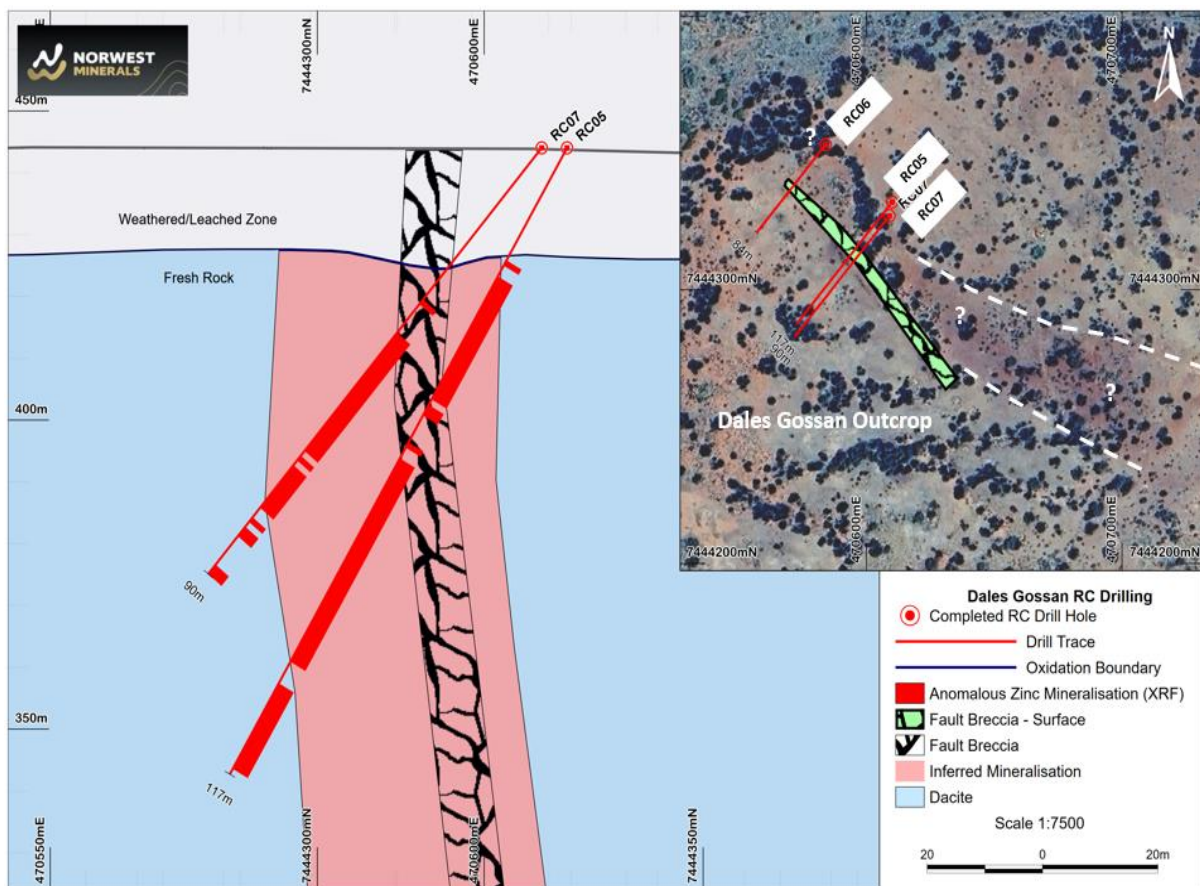 NORWEST
MINERALS
7444300mN
470600mE
450m
RC07
RC05
Weathered/Leached Zone
Fresh Rock
400m
90m
350m
117m
470550mE
7444300mN
470600mE
7444350mN
470600mE
470700mE
N
RC06
?
RC05
RC07
RC07
84m
7444300mN
7444300mN
?
117m
90m
?
Dales Gossan Outcrop
470600mE
470700mE
7444200mN
7444200mN
Dales Gossan RC Drilling
Completed RC Drill Hole
Drill Trace
Oxidation Boundary
Anomalous Zinc Mineralisation (XRF)
Fault Breccia - Surface
Fault Breccia
Inferred Mineralisation
Dacite
Scale 1:7500
20 0 20m